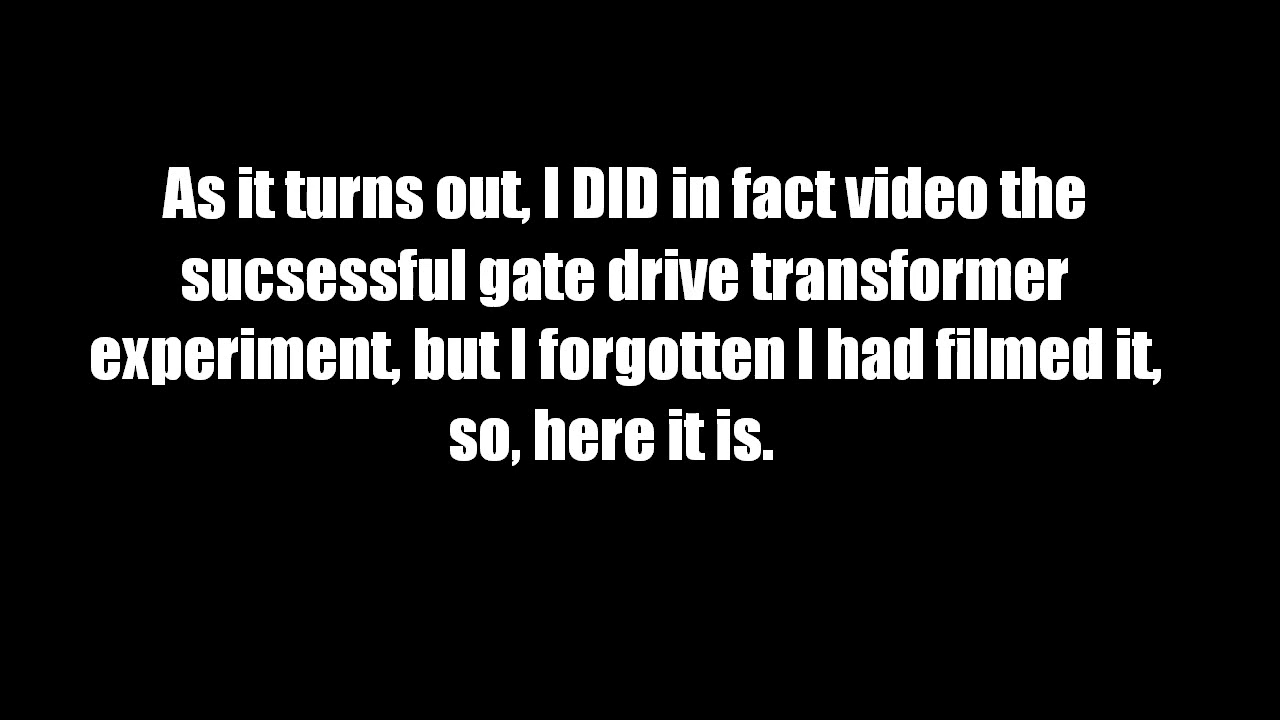 As it turns out, I DID in fact video the
sucsessful gate drive transformer
experiment, but I forgotten I had filmed it,
so, here it is.